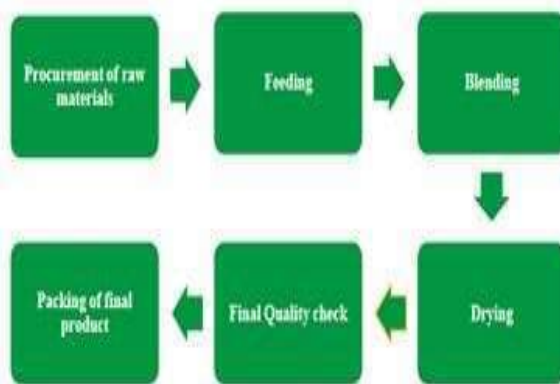 Procurement of raw
materials
Feeding
Blending
Drying
Final Quality check
Packing of final
product